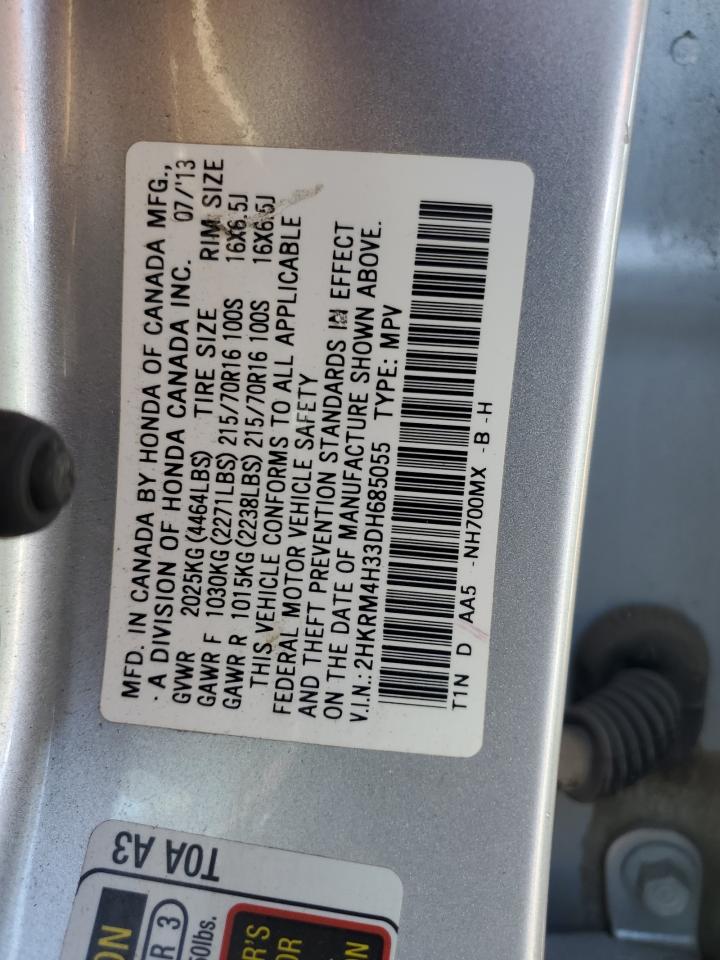 MFD. IN CANADA BY HONDA OF CANADA MFG.,
A DIVISION OF HONDA CANADA INC. 07/'13
GVWR 2025KG (4464LBS) TIRE SIZE RIM SIZE
GAWR F 1030KG (2271LBS) 215/70R16 100S 16X6.5J
GAWR R 1015KG (2238LBS) 215/70R16 100S 16X6.5J
THIS VEHICLE CONFORMS TO ALL APPLICABLE
FEDERAL MOTOR VEHICLE SAFETY
AND THEFT PREVENTION STANDARDS IN EFFECT
ON THE DATE OF MANUFACTURE SHOWN ABOVE.
V.I.N.: 2HKRM4H33DH685055 TYPE: MPV
T1N D AA5 -NH700MX -B -H
T0A A3
R 3
lbs.